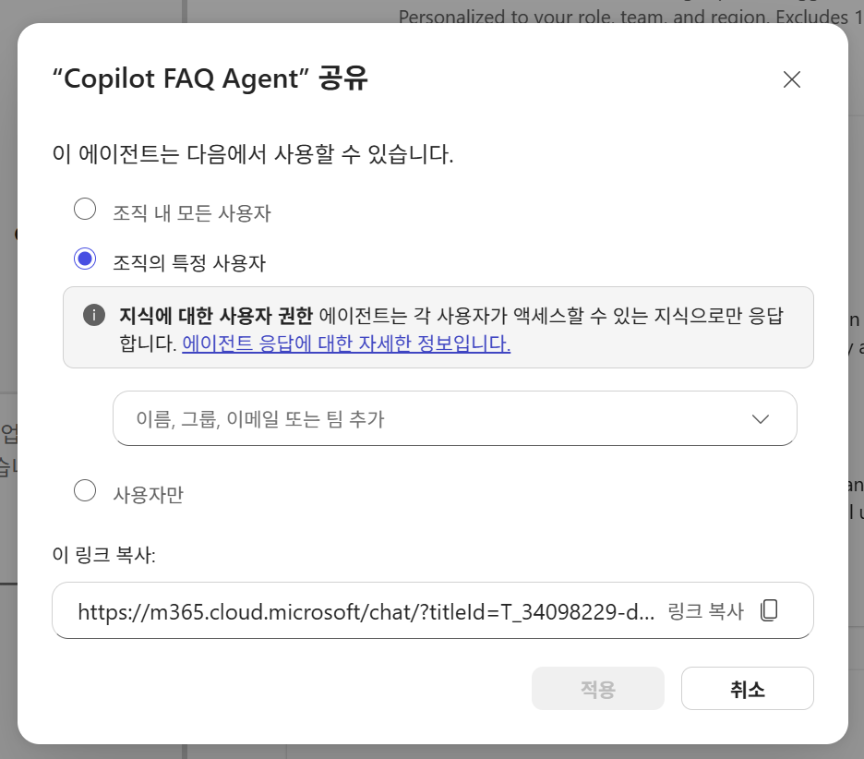 Personalized to your role, team, and region. Excludes 1
“Copilot FAQ Agent” 공유
이 에이전트는 다음에서 사용할 수 있습니다.
조직 내 모든 사용자
조직의 특정 사용자
지식에 대한 사용자 권한 에이전트는 각 사용자가 액세스할 수 있는 지식으로만 응답
합니다. 에이전트 응답에 대한 자세한 정보입니다.
이름, 그룹, 이메일 또는 팀 추가
사용자만
이 링크 복사:
https://m365.cloud.microsoft/chat/?titleId=T_34098229-d... 링크 복사
적용 취소